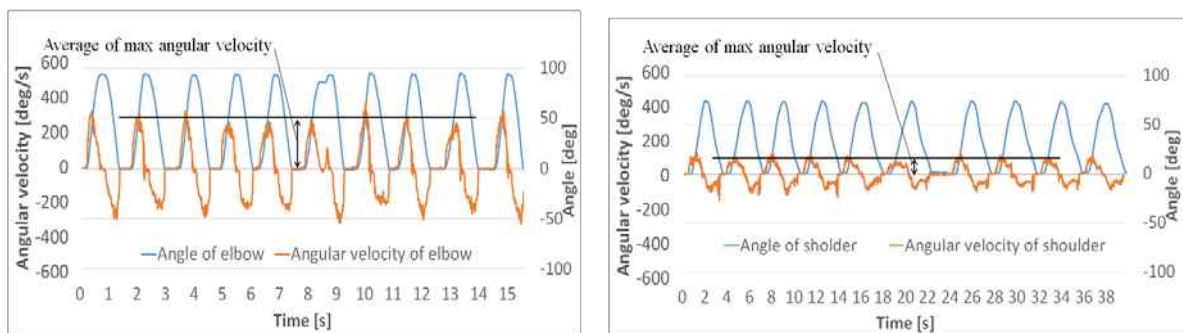 Average of max angular velocity
Angular velocity [deg/s]
600
400
200
0
-200
-400
-600
100
50
0
-50
-100
Angle [deg]
Angle of elbow
Angular velocity of elbow
0 1 2 3 4 5 6 7 8 9 10 11 12 13 14 15
Time [s]
Average of max angular velocity
Angular velocity [deg/s]
600
400
200
0
-200
-400
-600
100
50
0
-50
-100
Angle [deg]
Angle of sholder
Angular velocity of shoulder
0 2 4 6 8 10 12 14 16 18 20 22 24 26 28 30 32 34 36 38
Time [s]